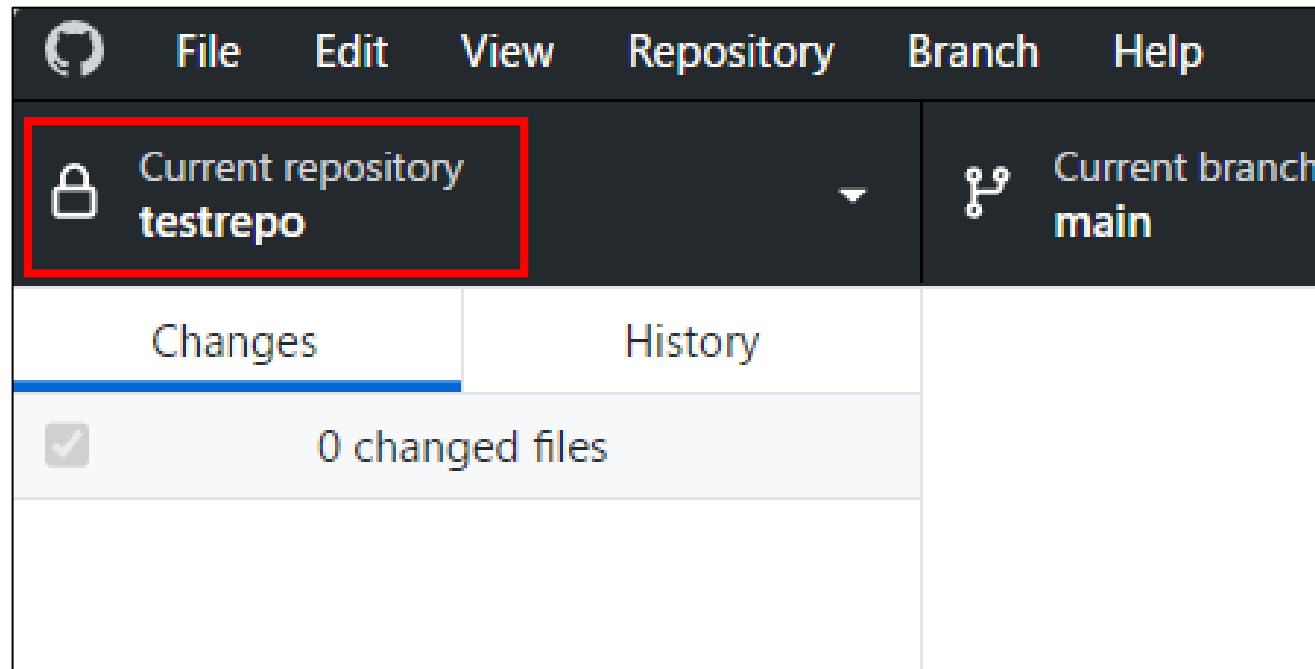 File Edit View Repository Branch Help
Current repository
testrepo
Current branch
main
Changes History
0 changed files